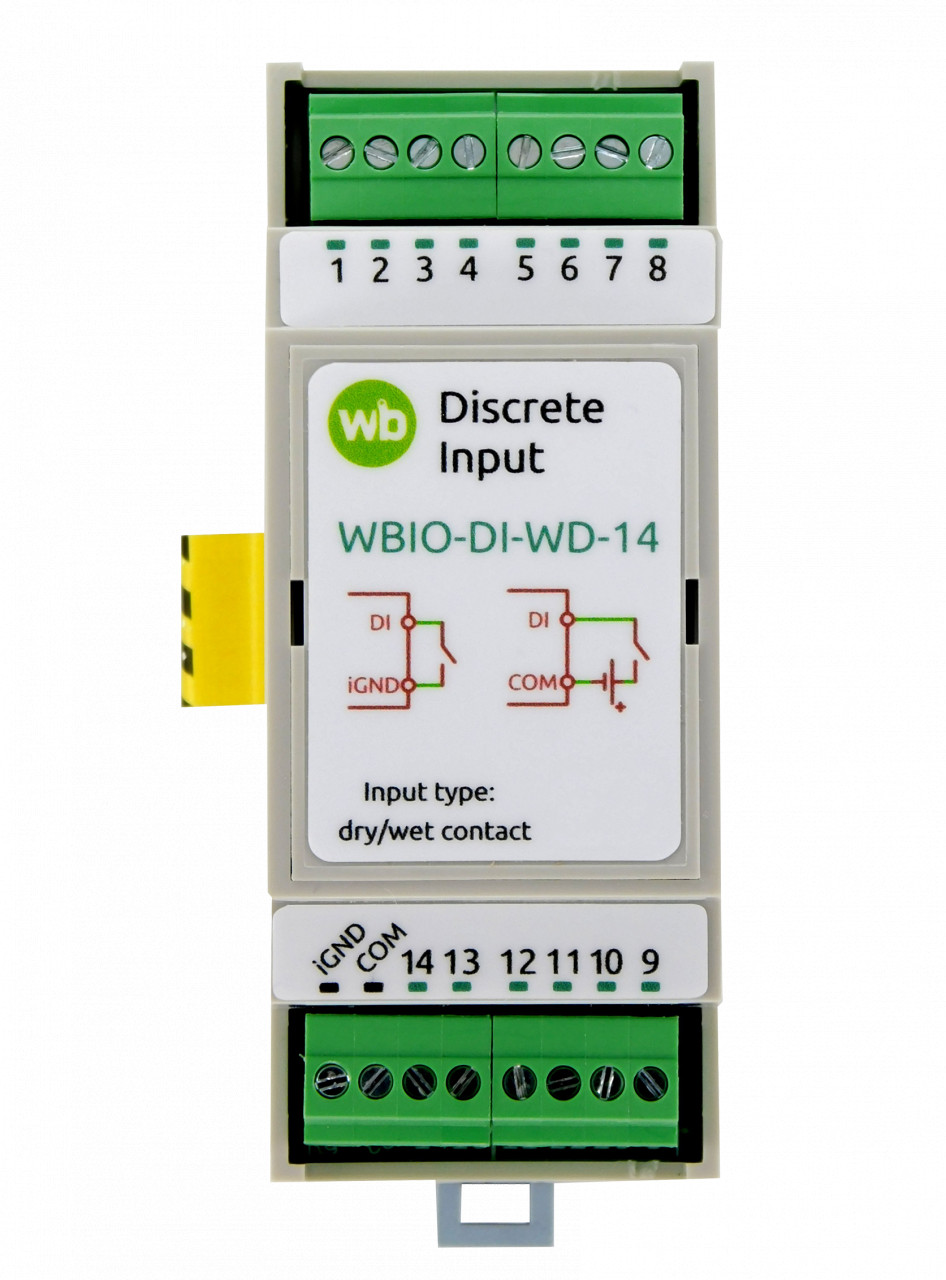 1 2 3 4 5 6 7 8
wb
Discrete
Input
WBIO-DI-WD-14
DI
DI
iGND
COM
+
Input type:
dry/wet contact
iGND COM 14 13 12 11 10 9